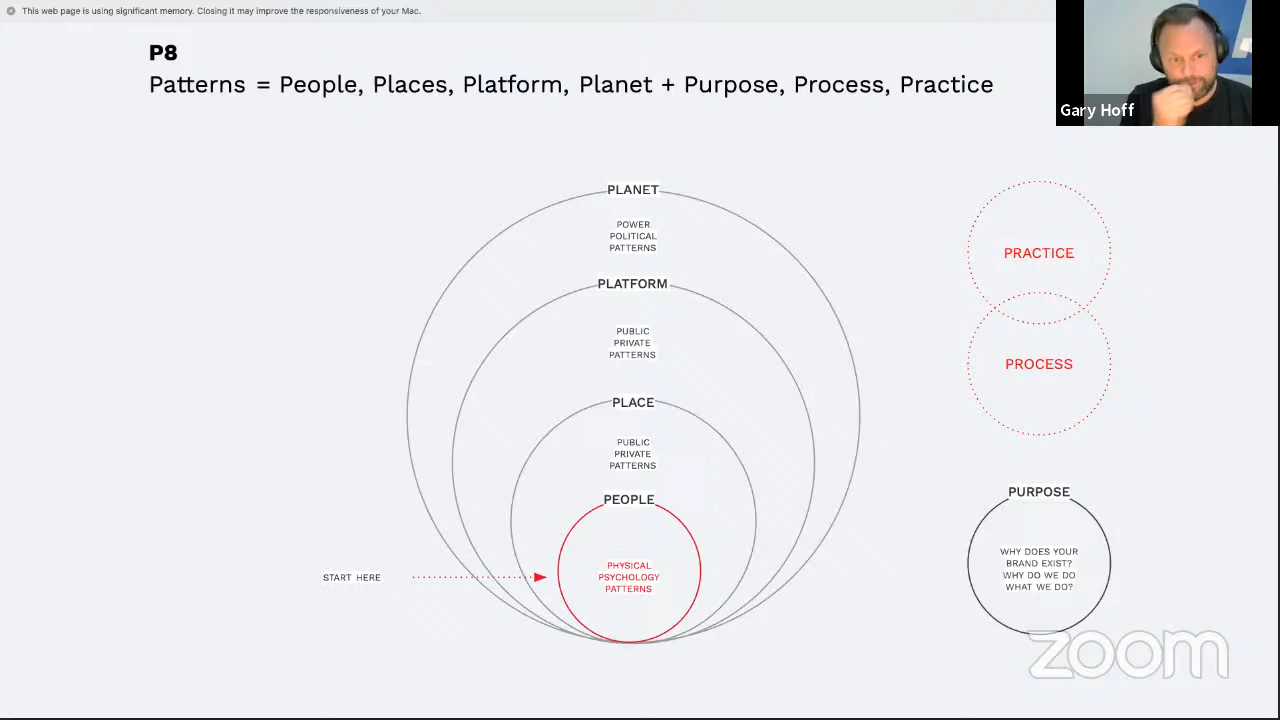 This web page is using significant memory. Closing it may improve the responsiveness of your Mac.
P8
Patterns = People, Places, Platform, Planet + Purpose, Process, Practice
Gary Hoff
PLANET
POWER
POLITICAL
PATTERNS
PLATFORM
PUBLIC
PRIVATE
PATTERNS
PLACE
PUBLIC
PRIVATE
PATTERNS
PEOPLE
PHYSICAL
PSYCHOLOGY
PATTERNS
START HERE
PRACTICE
PROCESS
PURPOSE
WHY DOES YOUR
BRAND EXIST?
WHY DO WE DO
WHAT WE DO?
zoom